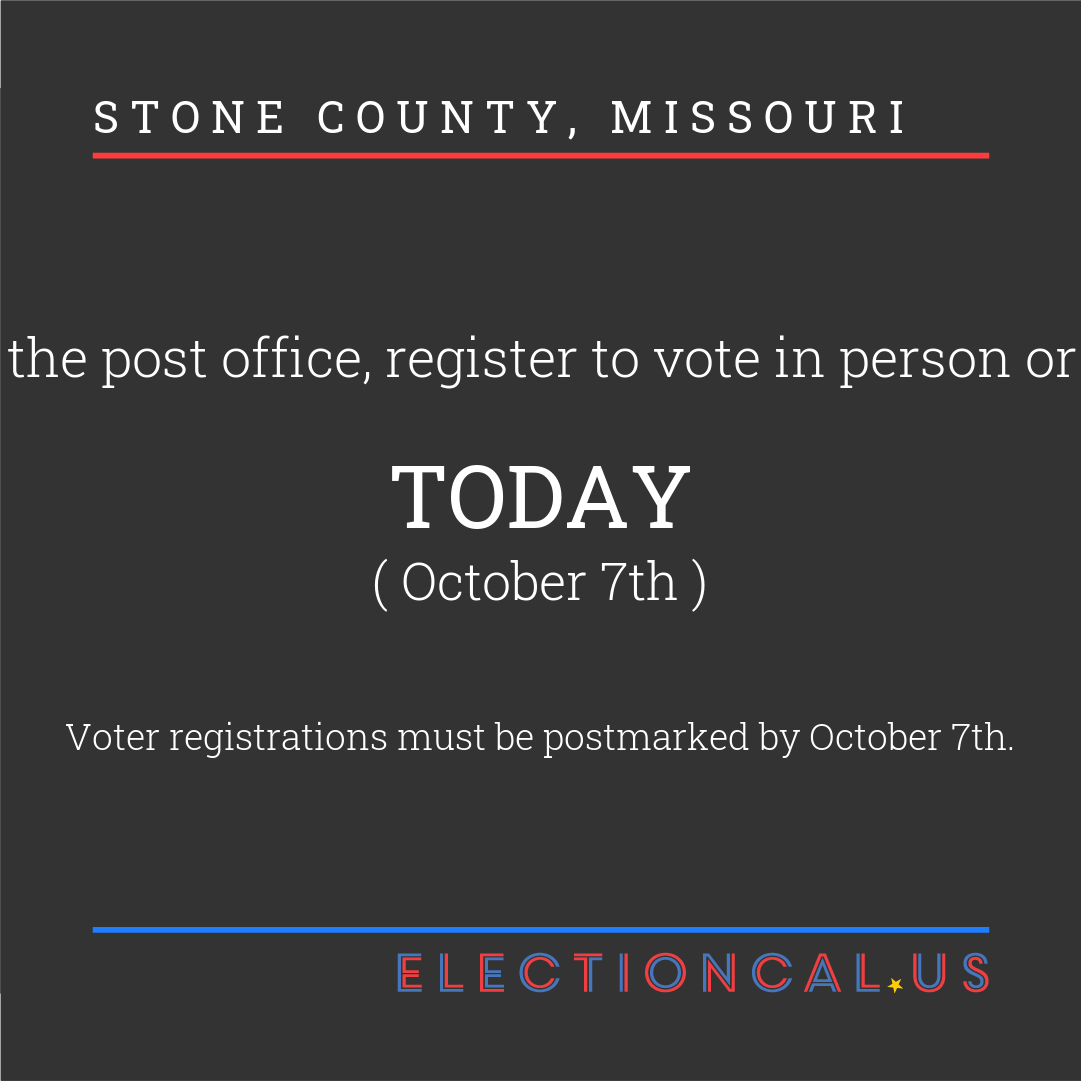 STONE COUNTY, MISSOURI
the post office, register to vote in person or
TODAY
( October 7th )
Voter registrations must be postmarked by October 7th.
ELECTIONCAL.US